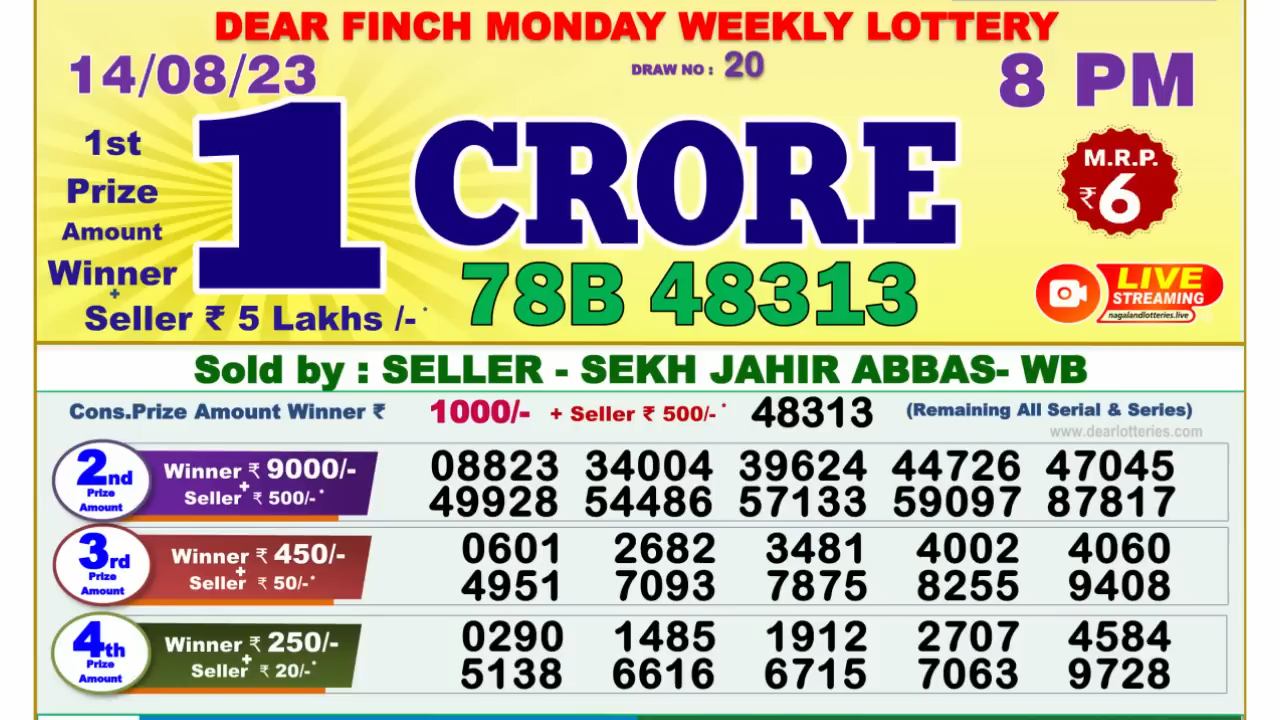 DEAR FINCH MONDAY WEEKLY LOTTERY
14/08/23
DRAW NO : 20
8 PM
1st
Prize
Amount
Winner
+
Seller ₹ 5 Lakhs /-*
1 CRORE
78B 48313
M.R.P.
₹6
LIVE
STREAMING
nagalandlotteries.live
Sold by : SELLER - SEKH JAHIR ABBAS- WB
Cons.Prize Amount Winner ₹ 1000/- + Seller ₹ 500/-* 48313 (Remaining All Serial & Series)
www.dearlotteries.com
2nd
Prize
Amount
Winner ₹ 9000/-
+
Seller ₹ 500/-*
08823 34004 39624 44726 47045
49928 54486 57133 59097 87817
3rd
Prize
Amount
Winner ₹ 450/-
+
Seller ₹ 50/-*
0601 2682 3481 4002 4060
4951 7093 7875 8255 9408
4th
Prize
Amount
Winner ₹ 250/-
+
Seller ₹ 20/-*
0290 1485 1912 2707 4584
5138 6616 6715 7063 9728